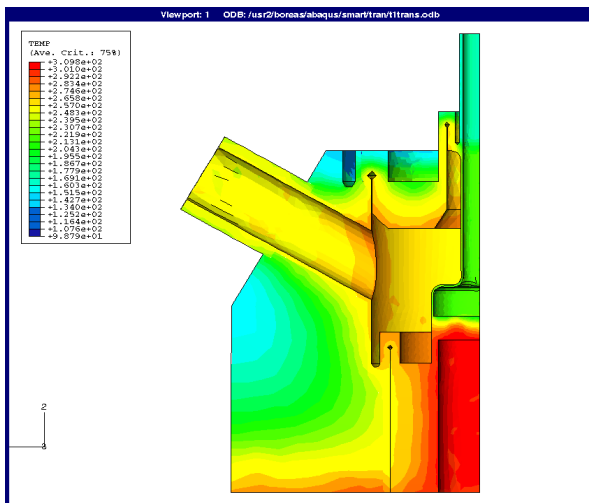 Viewport: 1 ODB: /usr2/boreas/abaqus/smart/tran/t1trans.odb
TEMP
(Ave. Crit.: 75%)
+3.098e+02
+3.010e+02
+2.922e+02
+2.834e+02
+2.746e+02
+2.658e+02
+2.570e+02
+2.483e+02
+2.395e+02
+2.307e+02
+2.219e+02
+2.131e+02
+2.043e+02
+1.955e+02
+1.867e+02
+1.779e+02
+1.691e+02
+1.603e+02
+1.515e+02
+1.427e+02
+1.340e+02
+1.252e+02
+1.164e+02
+1.076e+02
+9.879e+01
2
3